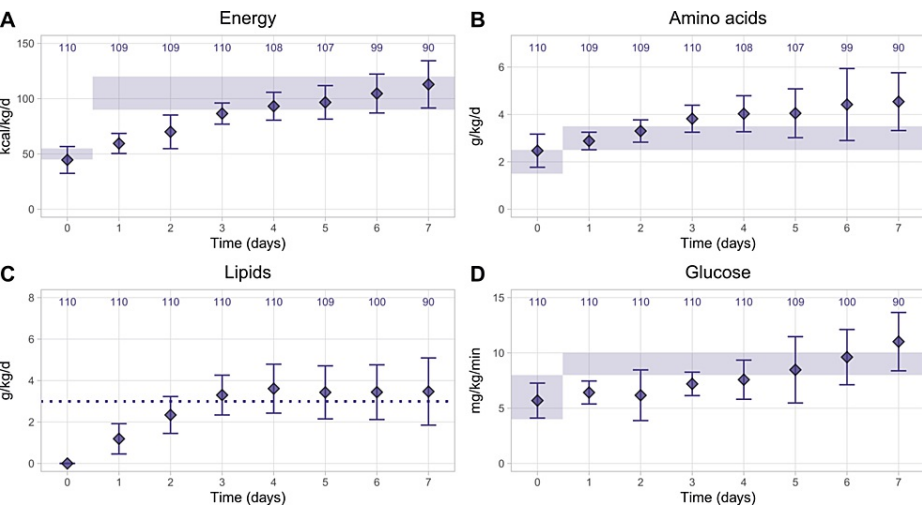 A Energy
110 109 109 110 108 107 99 90
150
100
50
0
kcal/kg/d
0 1 2 3 4 5 6 7
Time (days)
B Amino acids
110 109 109 110 108 107 99 90
6
4
2
0
g/kg/d
0 1 2 3 4 5 6 7
Time (days)
C Lipids
110 110 110 110 110 109 100 90
8
6
4
2
0
g/kg/d
0 1 2 3 4 5 6 7
Time (days)
D Glucose
110 110 110 110 110 109 100 90
15
10
5
0
mg/kg/min
0 1 2 3 4 5 6 7
Time (days)